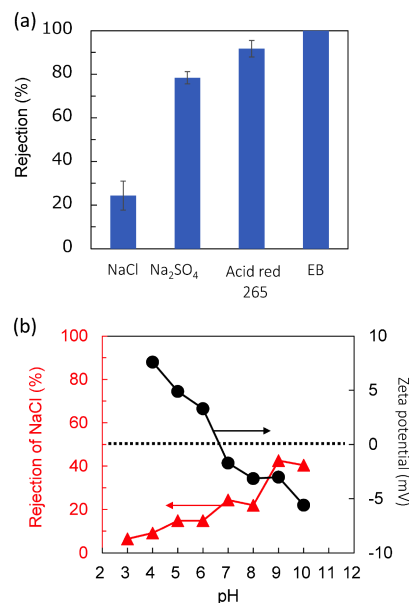 (a)
Rejection (%)
100
80
60
40
20
0
NaCl Na₂SO₄ Acid red EB
265
(b)
Rejection of NaCl (%)
100
80
60
40
20
0
Zeta potential (mV)
10
5
0
-5
-10
2 3 4 5 6 7 8 9 10 11 12
pH